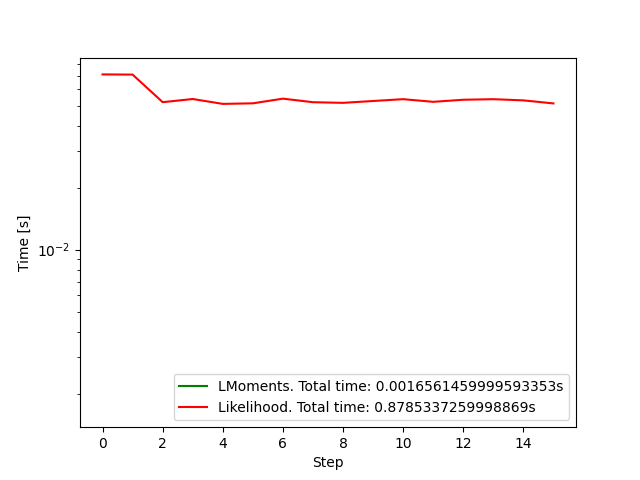 Time [s]
10⁻²
LMoments. Total time: 0.0016561459999593353s
Likelihood. Total time: 0.8785337259998869s
0 2 4 6 8 10 12 14
Step